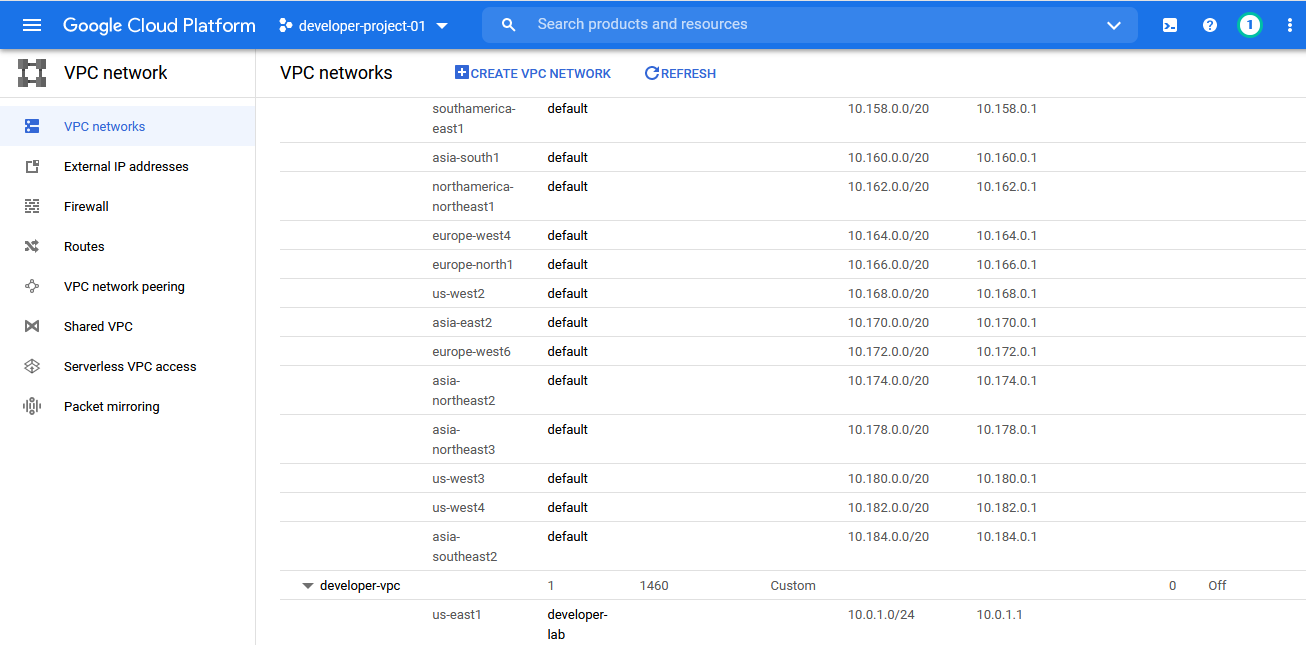 Google Cloud Platform developer-project-01 Search products and resources 1
VPC network
VPC networks
External IP addresses
Firewall
Routes
VPC network peering
Shared VPC
Serverless VPC access
Packet mirroring
VPC networks CREATE VPC NETWORK REFRESH
southamerica- default 10.158.0.0/20 10.158.0.1
east1
asia-south1 default 10.160.0.0/20 10.160.0.1
northamerica- default 10.162.0.0/20 10.162.0.1
northeast1
europe-west4 default 10.164.0.0/20 10.164.0.1
europe-north1 default 10.166.0.0/20 10.166.0.1
us-west2 default 10.168.0.0/20 10.168.0.1
asia-east2 default 10.170.0.0/20 10.170.0.1
europe-west6 default 10.172.0.0/20 10.172.0.1
asia- default 10.174.0.0/20 10.174.0.1
northeast2
asia- default 10.178.0.0/20 10.178.0.1
northeast3
us-west3 default 10.180.0.0/20 10.180.0.1
us-west4 default 10.182.0.0/20 10.182.0.1
asia- default 10.184.0.0/20 10.184.0.1
southeast2
developer-vpc 1 1460 Custom 0 Off
us-east1 developer- 10.0.1.0/24 10.0.1.1
lab